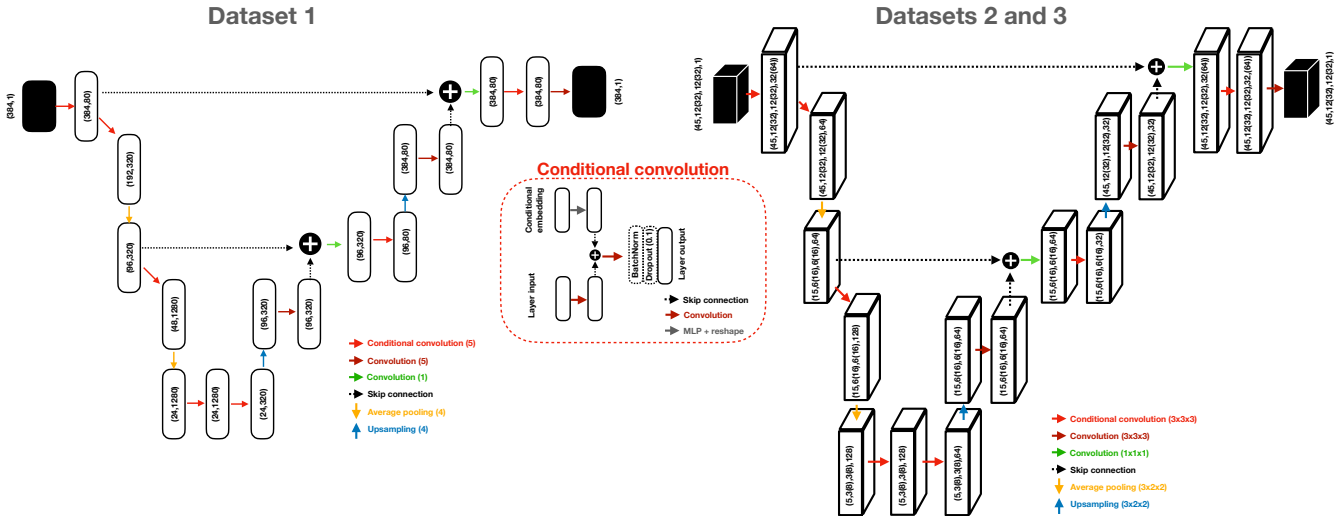 Dataset 1
(384,1)
(384,80)
(192,320)
(96,320)
(48,1280)
(24,1280)
(24,1280)
(24,320)
(96,320)
(96,320)
(96,320)
(96,80)
(384,80)
(384,80)
(384,80)
(384,80)
(384,1)
Conditional convolution (5)
Convolution (5)
Convolution (1)
Skip connection
Average pooling (4)
Upsampling (4)
Conditional convolution
Conditional
embedding
Layer input
BatchNorm
Dropout (0.1)
Layer output
Skip connection
Convolution
MLP + reshape
Datasets 2 and 3
(45,12(32),12(32),1)
(45,12(32),12(32),32(64))
(45,12(32),12(32),64)
(15,6(16),6(16),64)
(15,6(16),6(16),128)
(5,3(8),3(8),128)
(5,3(8),3(8),128)
(5,3(8),3(8),64)
(15,6(16),6(16),64)
(15,6(16),6(16),64)
(15,6(16),6(16),64)
(15,6(16),6(16),32)
(45,12(32),12(32),32)
(45,12(32),12(32),32)
(45,12(32),12(32),32(64))
(45,12(32),12(32),32,(64))
(45,12(32),12(32),1)
Conditional convolution (3x3x3)
Convolution (3x3x3)
Convolution (1x1x1)
Skip connection
Average pooling (3x2x2)
Upsampling (3x2x2)